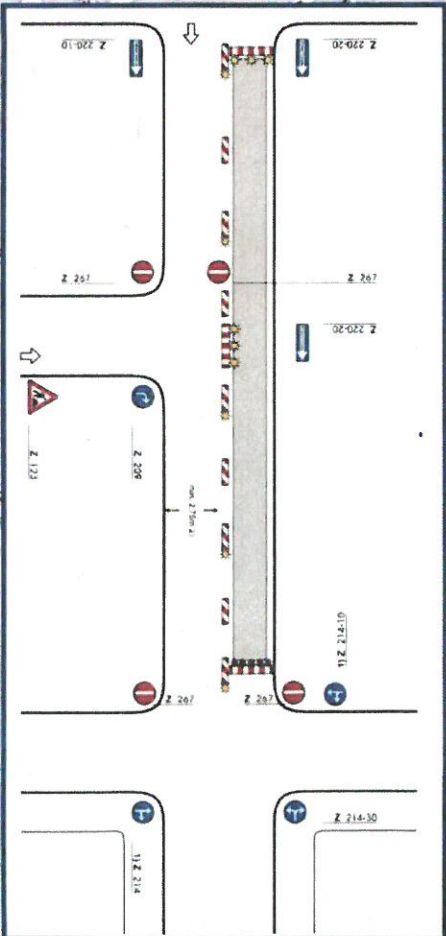 Z 220-10
Z 220-20
Z 267
Z 267
Z 220-20
Z 123
Z 209
min. 2,75m 2)
1) Z 214-10
Z 267
Z 267
1) Z 214
Z 214-30